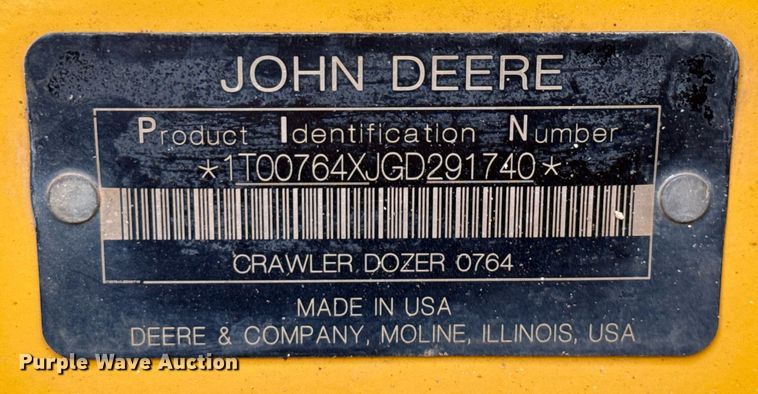 JOHN DEERE
Product Identification Number
*1T00764XJGD291740*
CRAWLER DOZER 0764
MADE IN USA
DEERE & COMPANY, MOLINE, ILLINOIS, USA
Purple Wave Auction